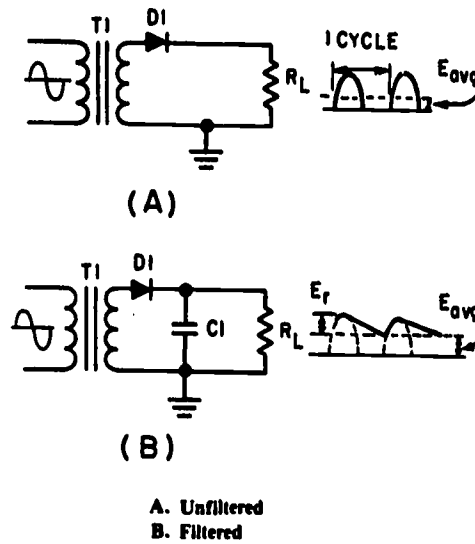 T1
D1
RL
1 CYCLE
Eavg
(A)
T1
D1
C1
RL
Er
Eavg
(B)
A. Unfiltered
B. Filtered